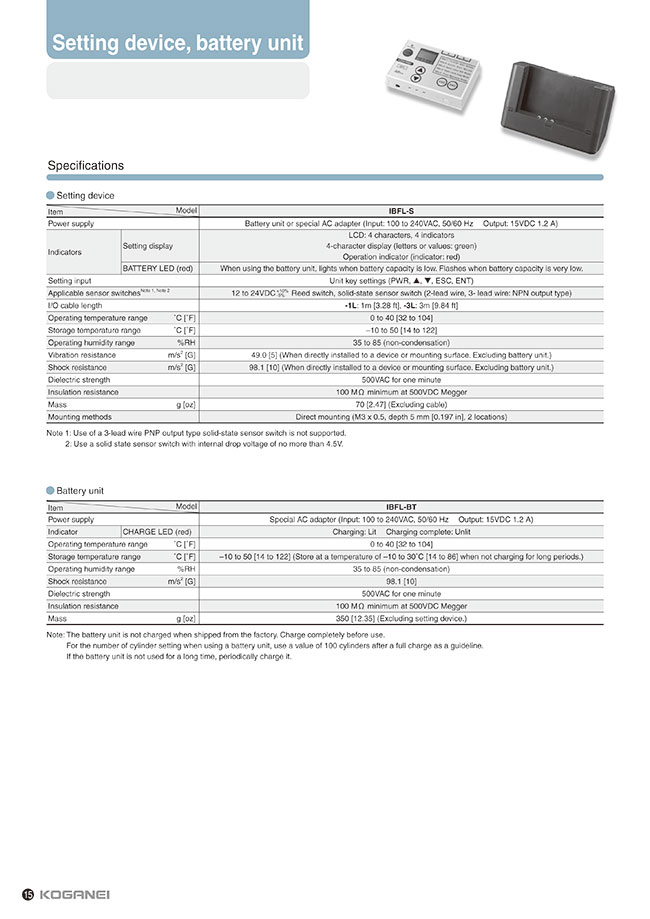 Setting device, battery unit
Specifications
Setting device
Item Model IBFL-S
Power supply Battery unit or special AC adapter (Input: 100 to 240VAC, 50/60 Hz Output: 15VDC 1.2 A)
Indicators Setting display LCD: 4 characters, 4 indicators
4-character display (letters or values: green)
Operation indicator (indicator: red)
BATTERY LED (red) When using the battery unit, lights when battery capacity is low. Flashes when battery capacity is very low.
Setting input Unit key settings (PWR, ▲, ▼, ESC, ENT)
Applicable sensor switches Note 1, Note 2 12 to 24VDC Reed switch, solid-state sensor switch (2-lead wire, 3- lead wire: NPN output type)
I/O cable length -1L: 1m [3.28 ft], -3L: 3m [9.84 ft]
Operating temperature range ˚C [˚F] 0 to 40 [32 to 104]
Storage temperature range ˚C [˚F] –10 to 50 [14 to 122]
Operating humidity range %RH 35 to 85 (non-condensation)
Vibration resistance m/s² [G] 49.0 [5] (When directly installed to a device or mounting surface. Excluding battery unit.)
Shock resistance m/s² [G] 98.1 [10] (When directly installed to a device or mounting surface. Excluding battery unit.)
Dielectric strength 500VAC for one minute
Insulation resistance 100 MΩ minimum at 500VDC Megger
Mass g [oz] 70 [2.47] (Excluding cable)
Mounting methods Direct mounting (M3 x 0.5, depth 5 mm [0.197 in], 2 locations)
Note 1: Use of a 3-lead wire PNP output type solid-state sensor switch is not supported.
2: Use a solid state sensor switch with internal drop voltage of no more than 4.5V.
Battery unit
Item Model IBFL-BT
Power supply Special AC adaptor (Input: 100 to 240VAC, 50/60 Hz Output: 15VDC 1.2 A)
Indicator CHARGE LED (red) Charging: Lit Charging complete: Unlit
Operating temperature range ˚C [˚F] 0 to 40 [32 to 104]
Storage temperature range ˚C [˚F] –10 to 50 [14 to 122] (Store at a temperature of –10 to 30˚C [14 to 86] when not charging for long periods.)
Operating humidity range %RH 35 to 85 (non-condensation)
Shock resistance m/s² [G] 98.1 [10]
Dielectric strength 500VAC for one minute
Insulation resistance 100 MΩ minimum at 500VDC Megger
Mass g [oz] 350 [12.35] (Excluding setting device.)
Note: The battery unit is not charged when shipped from the factory. Charge completely before use.
For the number of cylinder setting when using a battery unit, use a value of 100 cylinders after a full charge as a guideline.
If the battery unit is not used for a long time, periodically charge it.
15 KOGANEI